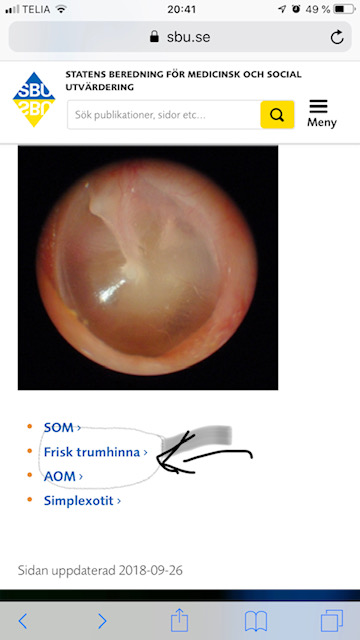 TELIA 20:41 49 %
sbu.se
SBU
STATENS BEREDNING FÖR MEDICINSK OCH SOCIAL
UTVÄRDERING
Sök publikationer, sidor etc...
Meny
SOM ›
Frisk trumhinna ›
AOM ›
Simplexotit ›
Sidan uppdaterad 2018-09-26